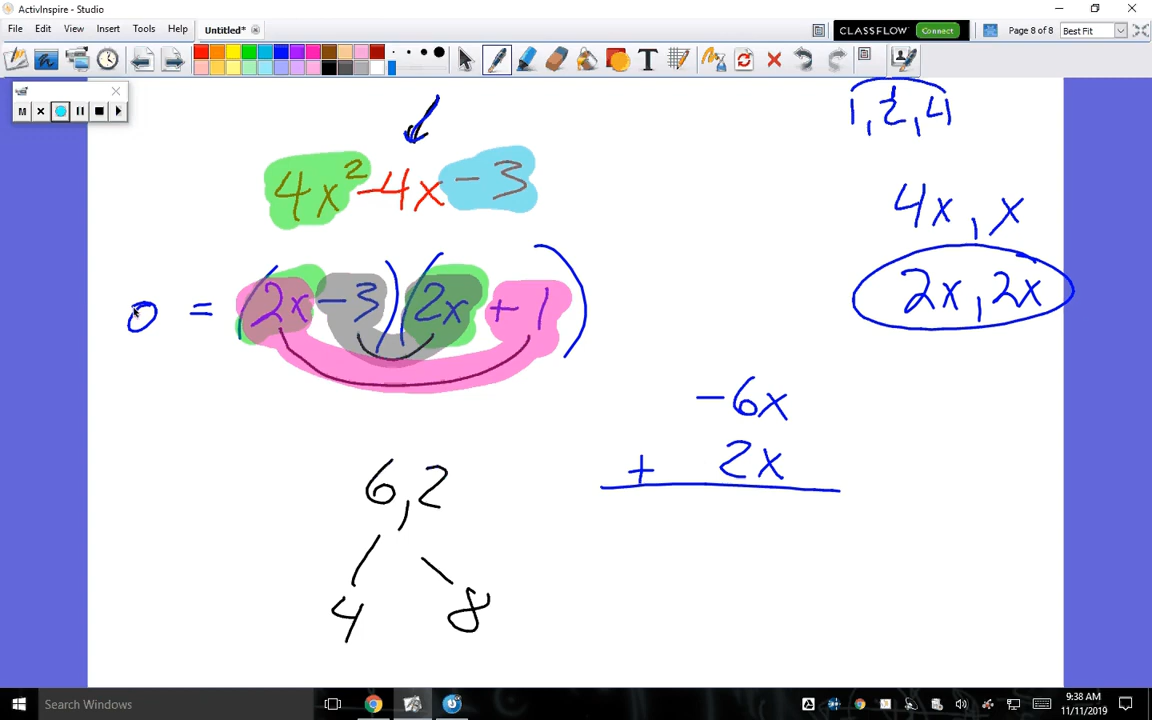 ActivInspire - Studio
File Edit View Insert Tools Help Untitled*
CLASSFLOW Connect Page 8 of 8 Best Fit
M
1, 2, 4
4x² -4x -3
4x, x
2x, 2x
0 = (2x - 3)(2x + 1)
-6x
+ 2x
6, 2
4 8
Search Windows
9:38 AM
11/11/2019